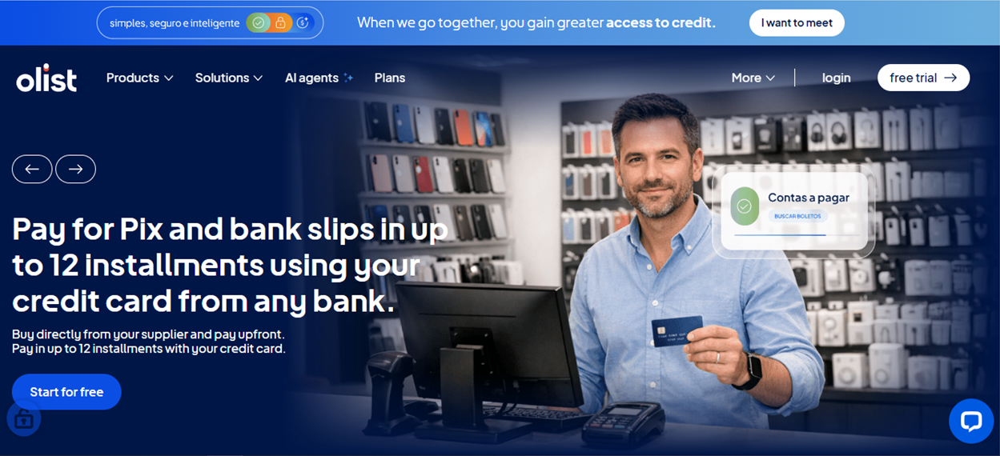 simples, seguro e inteligente
When we go together, you gain greater access to credit.
I want to meet
olist
Products
Solutions
AI agents
Plans
More
login
free trial
Contas a pagar
BUSCAR BOLETOS
Pay for Pix and bank slips in up
to 12 installments using your
credit card from any bank.
Buy directly from your supplier and pay upfront.
Pay in up to 12 installments with your credit card.
Start for free